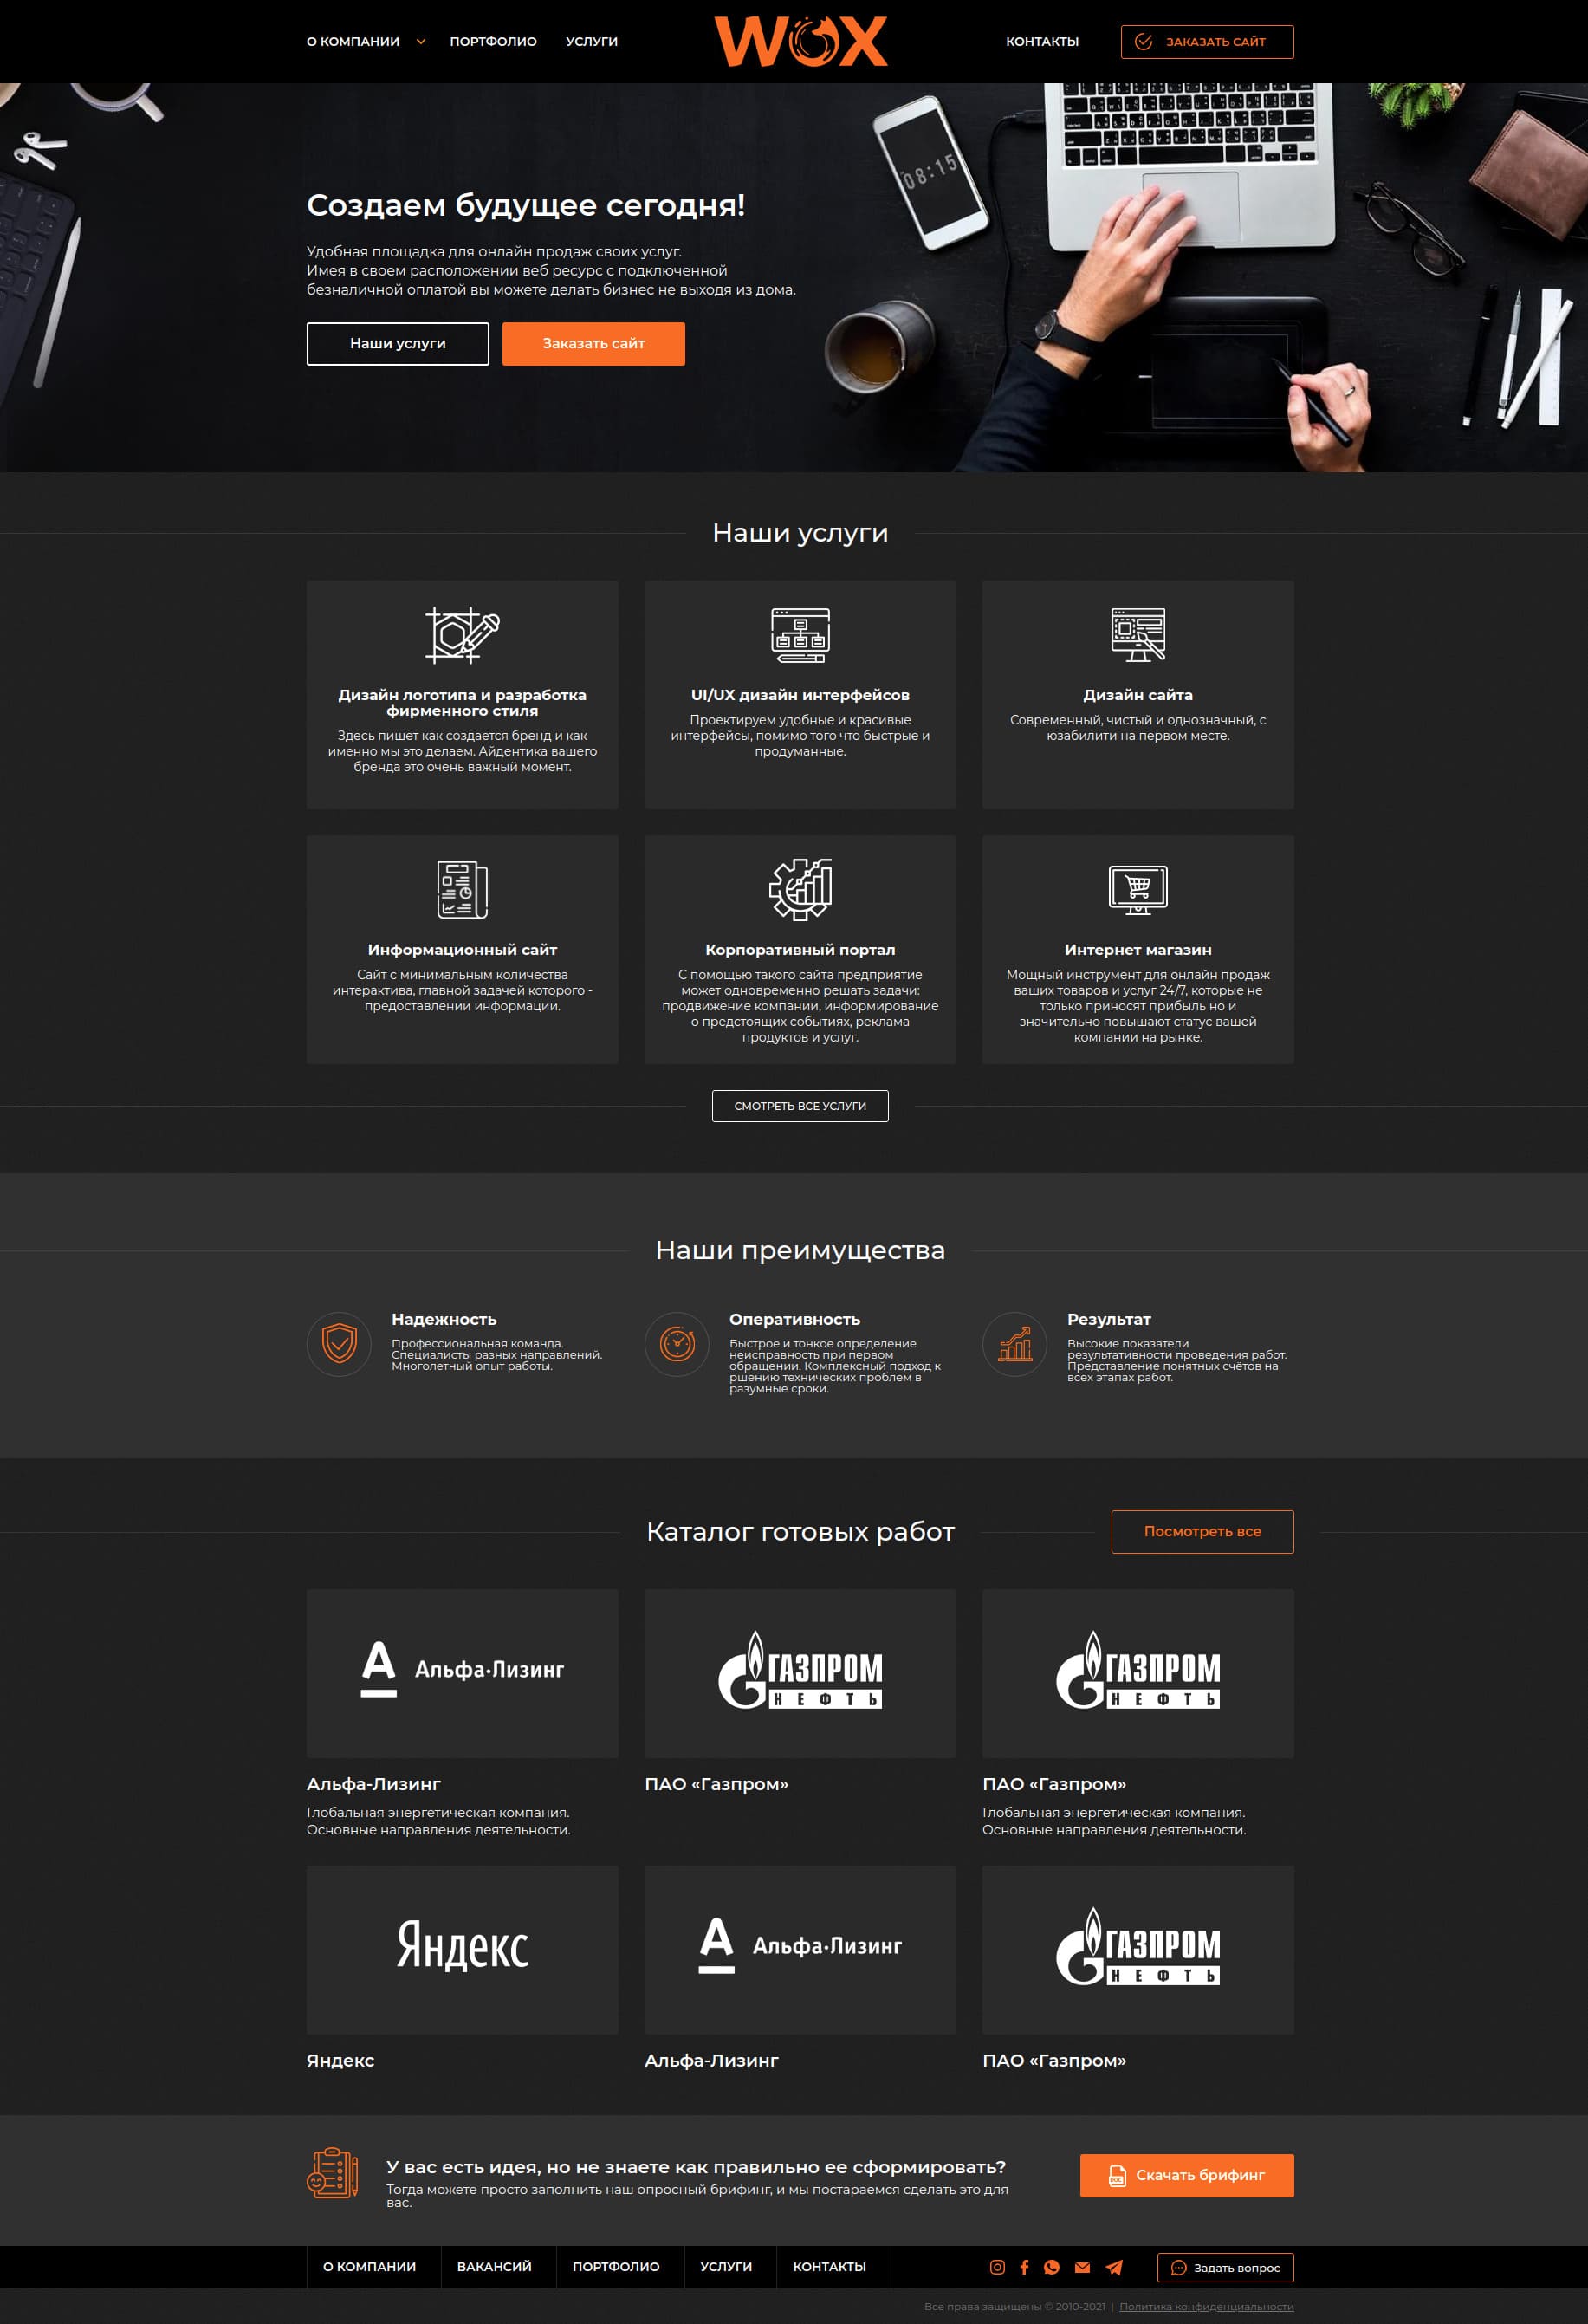 О КОМПАНИИ
ПОРТФОЛИО
УСЛУГИ
WOX
КОНТАКТЫ
ЗАКАЗАТЬ САЙТ
08:15
Создаем будущее сегодня!
Удобная площадка для онлайн продаж своих услуг.
Имея в своем расположении веб ресурс с подключенной
безналичной оплатой вы можете делать бизнес не выходя из дома.
Наши услуги
Заказать сайт
Наши услуги
Дизайн логотипа и разработка
фирменного стиля
Здесь пишет как создается бренд и как
именно мы это делаем. Айдентика вашего
бренда это очень важный момент.
UI/UX дизайн интерфейсов
Проектируем удобные и красивые
интерфейсы, помимо того что быстрые и
продуманные.
Дизайн сайта
Современный, чистый и однозначный, с
юзабилити на первом месте.
Информационный сайт
Сайт с минимальным количества
интерактива, главной задачей которого -
предоставлении информации.
Корпоративный портал
С помощью такого сайта предприятие
может одновременно решать задачи:
продвижение компании, информирование
о предстоящих событиях, реклама
продуктов и услуг.
Интернет магазин
Мощный инструмент для онлайн продаж
ваших товаров и услуг 24/7, которые не
только приносят прибыль но и
значительно повышают статус вашей
компании на рынке.
СМОТРЕТЬ ВСЕ УСЛУГИ
Наши преимущества
Надежность
Профессиональная команда.
Специалисты разных направлений.
Многолетный опыт работы.
Оперативность
Быстрое и тонкое определение
неисправность при первом
обращении. Комплексный подход к
ршению технических проблем в
разумные сроки.
Результат
Высокие показатели
результативности проведения работ.
Представление понятных счётов на
всех этапах работ.
Каталог готовых работ
Посмотреть все
А Альфа·Лизинг
ГАЗПРОМ
НЕФТЬ
ГАЗПРОМ
НЕФТЬ
Альфа-Лизинг
Глобальная энергетическая компания.
Основные направления деятельности.
ПАО «Газпром»
ПАО «Газпром»
Глобальная энергетическая компания.
Основные направления деятельности.
Яндекс
А Альфа·Лизинг
ГАЗПРОМ
НЕФТЬ
Яндекс
Альфа-Лизинг
ПАО «Газпром»
У вас есть идея, но не знаете как правильно ее сформировать?
Тогда можете просто заполнить наш опросный брифинг, и мы постараемся сделать это для
вас.
DOC
Скачать брифинг
О КОМПАНИИ
ВАКАНСИЙ
ПОРТФОЛИО
УСЛУГИ
КОНТАКТЫ
Задать вопрос
Все права защищены © 2010-2021 | Политика конфиденциальности